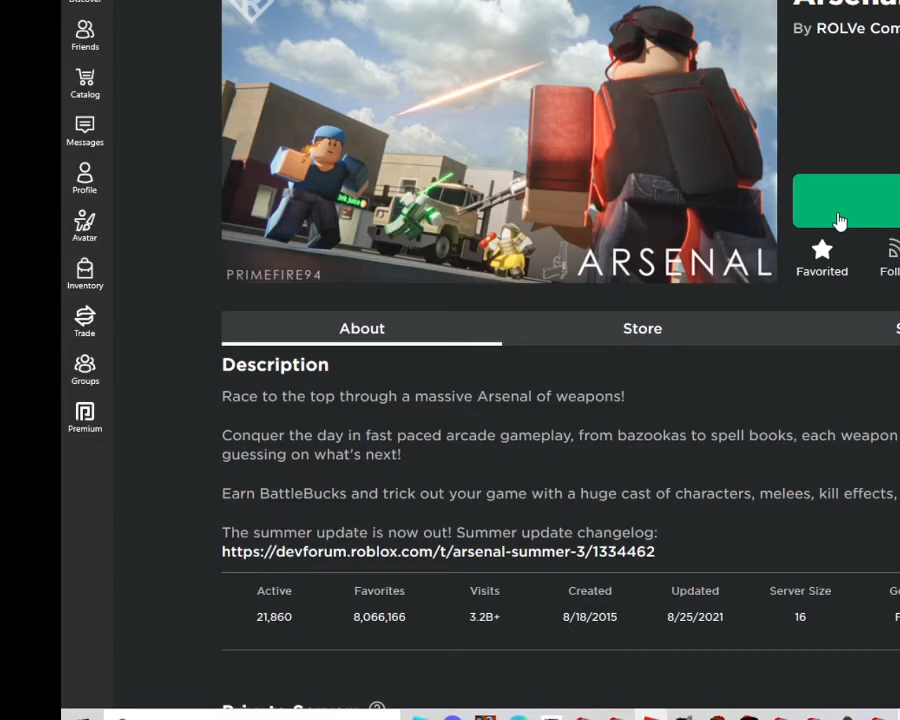 Friends
Catalog
Messages
Profile
Avatar
Inventory
Trade
Groups
Premium
By ROLVe Com
Ink Juice
PRIMEFIRE94
ARSENAL
Favorited
Foll
About
Store
Description
Race to the top through a massive Arsenal of weapons!
Conquer the day in fast paced arcade gameplay, from bazookas to spell books, each weapon
guessing on what's next!
Earn BattleBucks and trick out your game with a huge cast of characters, melees, kill effects,
The summer update is now out! Summer update changelog:
https://devforum.roblox.com/t/arsenal-summer-3/1334462
Active Favorites Visits Created Updated Server Size Ge
21,860 8,066,166 3.2B+ 8/18/2015 8/25/2021 16 F